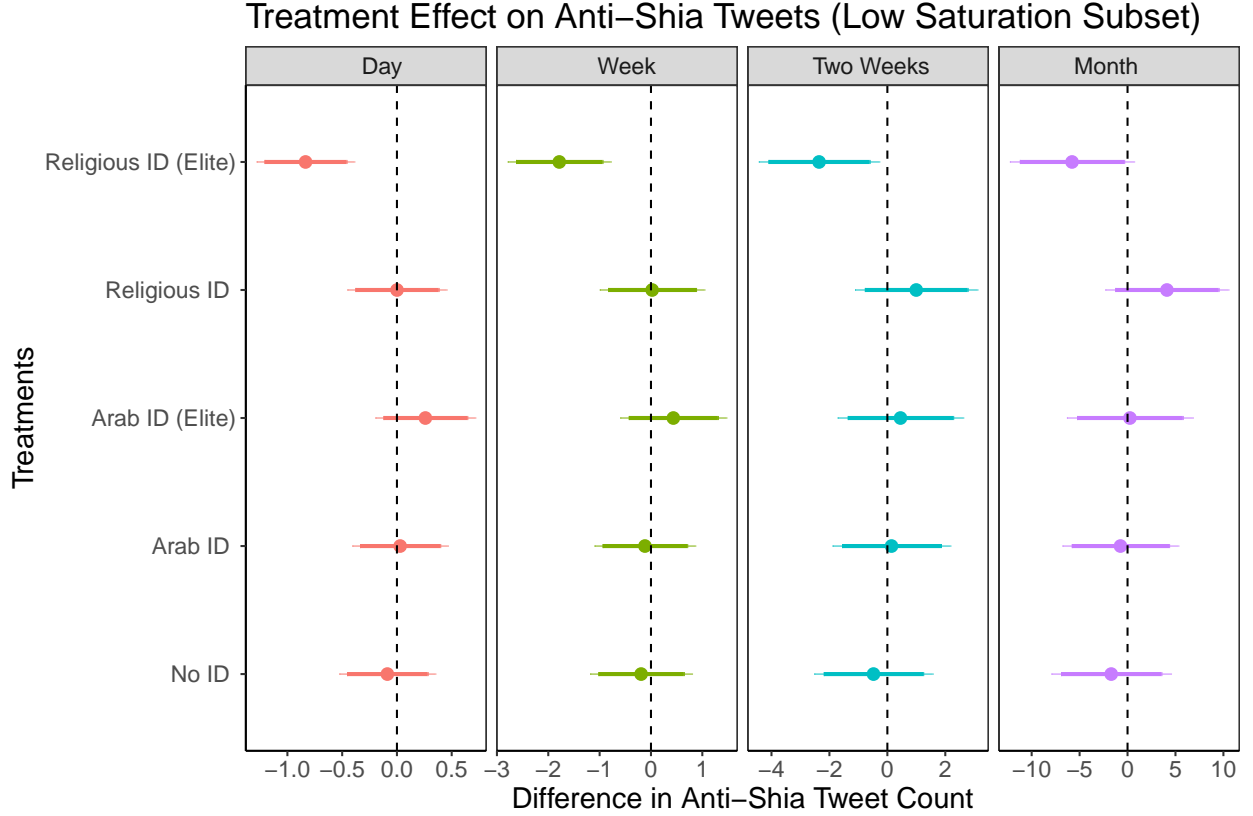 Treatment Effect on Anti−Shia Tweets (Low Saturation Subset)
Day Week Two Weeks Month
Religious ID (Elite)
Religious ID
Arab ID (Elite)
Arab ID
No ID
Treatments
−1.0 −0.5 0.0 0.5 −3 −2 −1 0 1 −4 −2 0 2 −10 −5 0 5 10
Difference in Anti−Shia Tweet Count